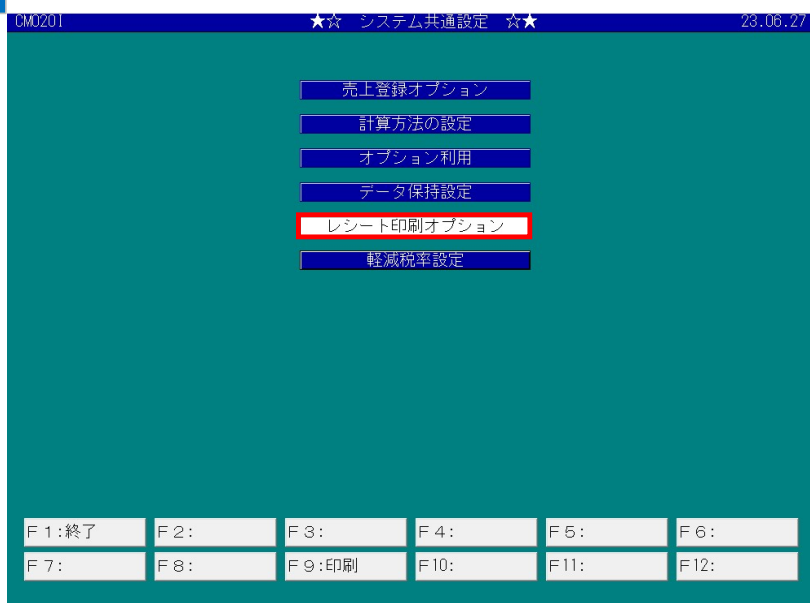 CM020I ★☆ システム共通設定 ☆★ 23.06.27
売上登録オプション
計算方法の設定
オプション利用
データ保持設定
レシート印刷オプション
軽減税率設定
F1:終了 F2: F3: F4: F5: F6:
F7: F8: F9:印刷 F10: F11: F12: